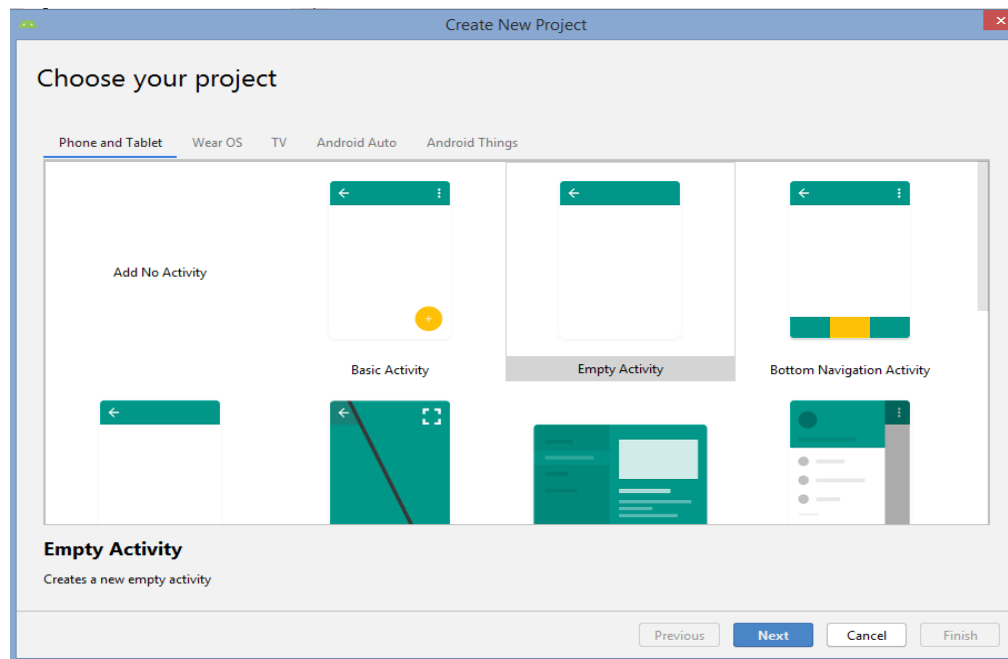 Create New Project
Choose your project
Phone and Tablet Wear OS TV Android Auto Android Things
Add No Activity
Basic Activity
Empty Activity
Bottom Navigation Activity
Empty Activity
Creates a new empty activity
Previous Next Cancel Finish